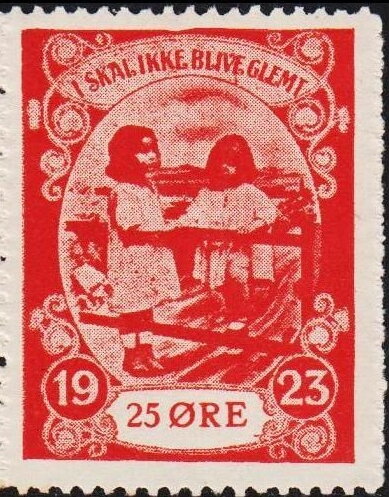 I SKAL IKKE BLIVE GLEMT
19 23
25 ØRE